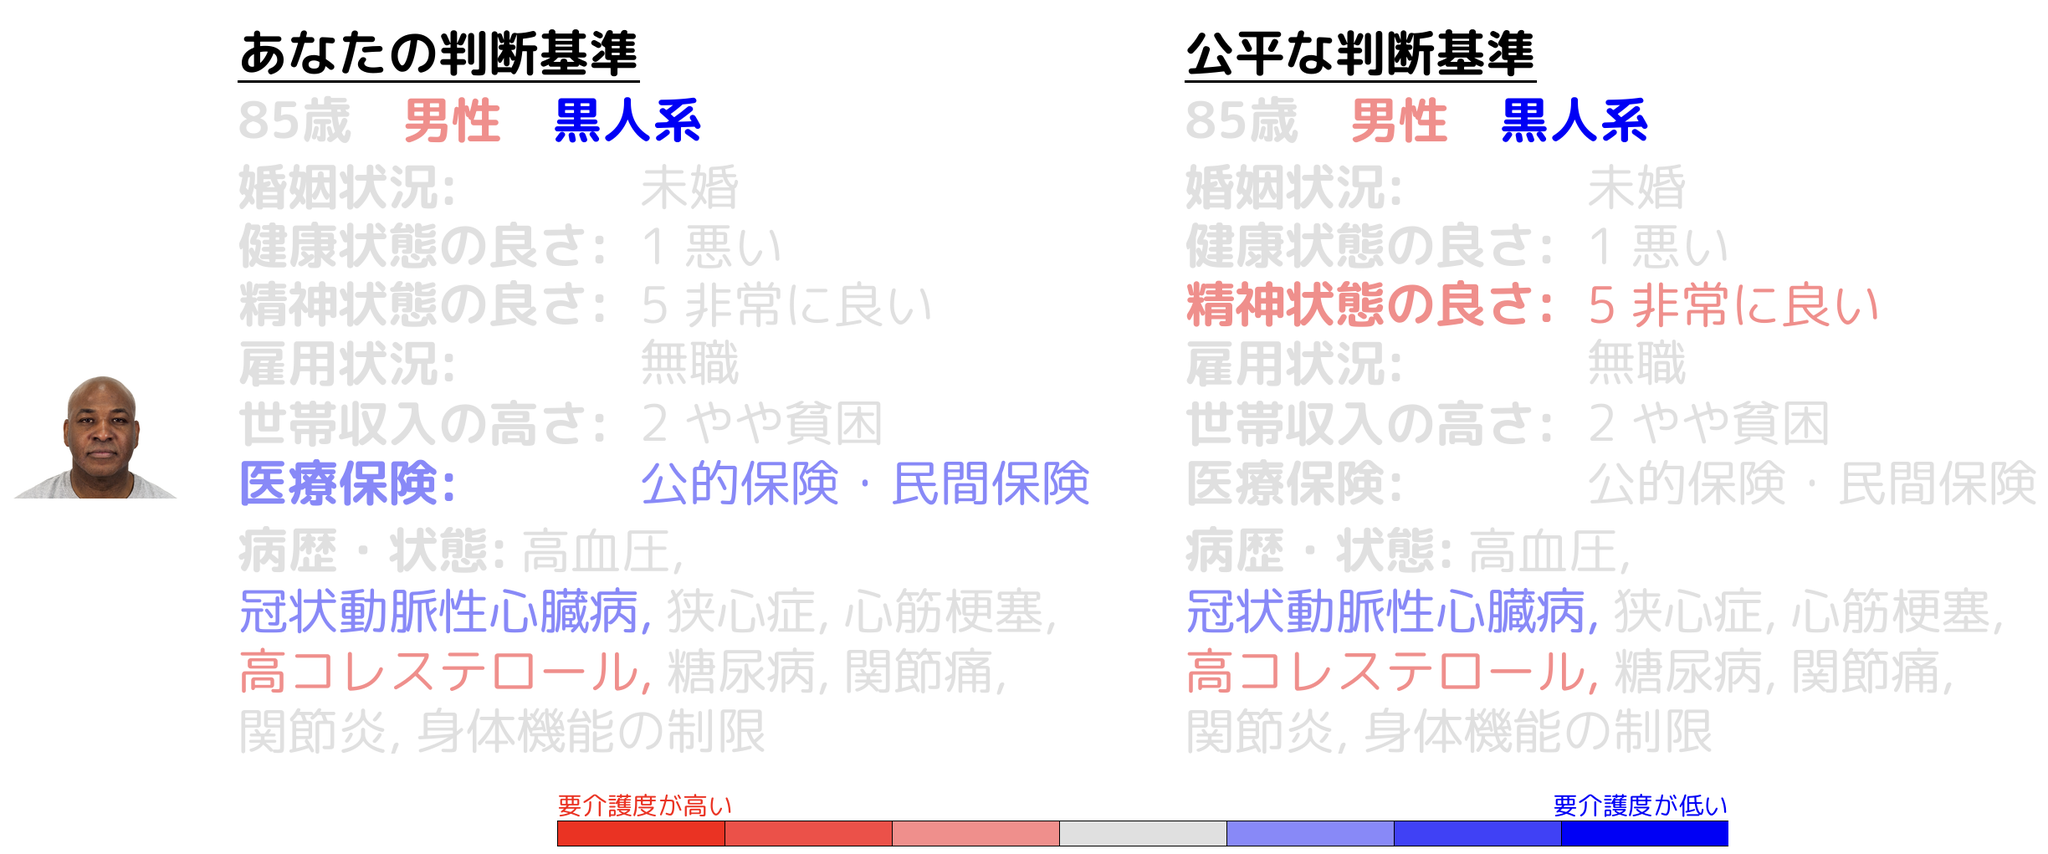 あなたの判断基準
85歳 男性 黒人系
婚姻状況: 未婚
健康状態の良さ: 1 悪い
精神状態の良さ: 5 非常に良い
雇用状況: 無職
世帯収入の高さ: 2 やや貧困
医療保険: 公的保険・民間保険
病歴・状態: 高血圧,
冠状動脈性心臓病, 狭心症, 心筋梗塞,
高コレステロール, 糖尿病, 関節痛,
関節炎, 身体機能の制限
公平な判断基準
85歳 男性 黒人系
婚姻状況: 未婚
健康状態の良さ: 1 悪い
精神状態の良さ: 5 非常に良い
雇用状況: 無職
世帯収入の高さ: 2 やや貧困
医療保険: 公的保険・民間保険
病歴・状態: 高血圧,
冠状動脈性心臓病, 狭心症, 心筋梗塞,
高コレステロール, 糖尿病, 関節痛,
関節炎, 身体機能の制限
要介護度が高い 要介護度が低い